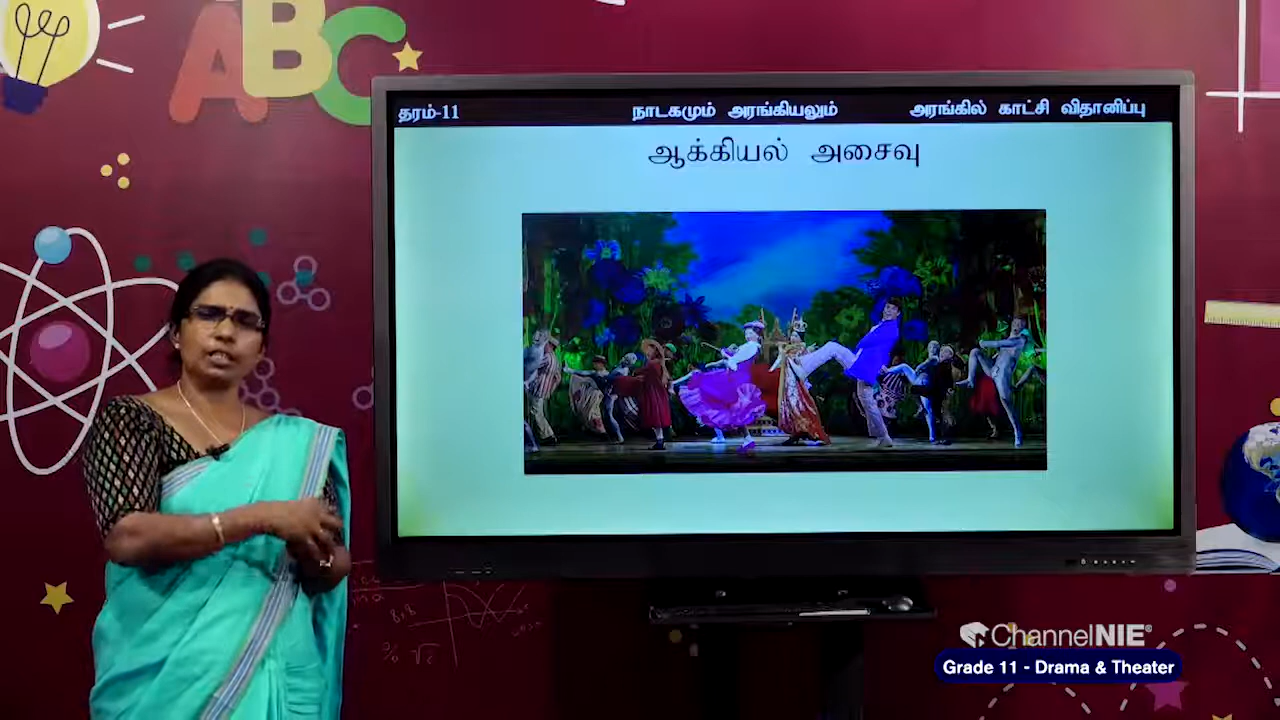 ABC
தரம்-11 நாடகமும் அரங்கியலும் அரங்கில் காட்சி விதானிப்பு
ஆக்கியல் அசைவு
ChannelNIE®
Grade 11 - Drama & Theater